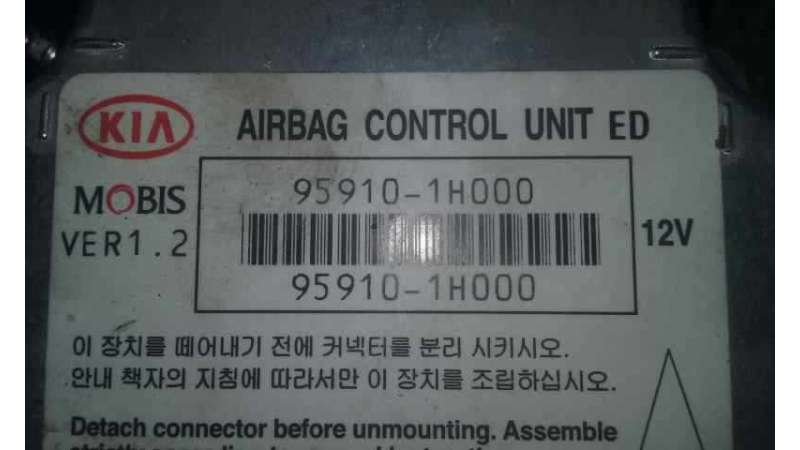 KIA AIRBAG CONTROL UNIT ED
MOBIS
VER1.2
95910-1H000
95910-1H000
12V
이 장치를 떼어내기 전에 커넥터를 분리 시키시오.
안내 책자의 지침에 따라서만 이 장치를 조립하십시오.
Detach connector before unmounting. Assemble